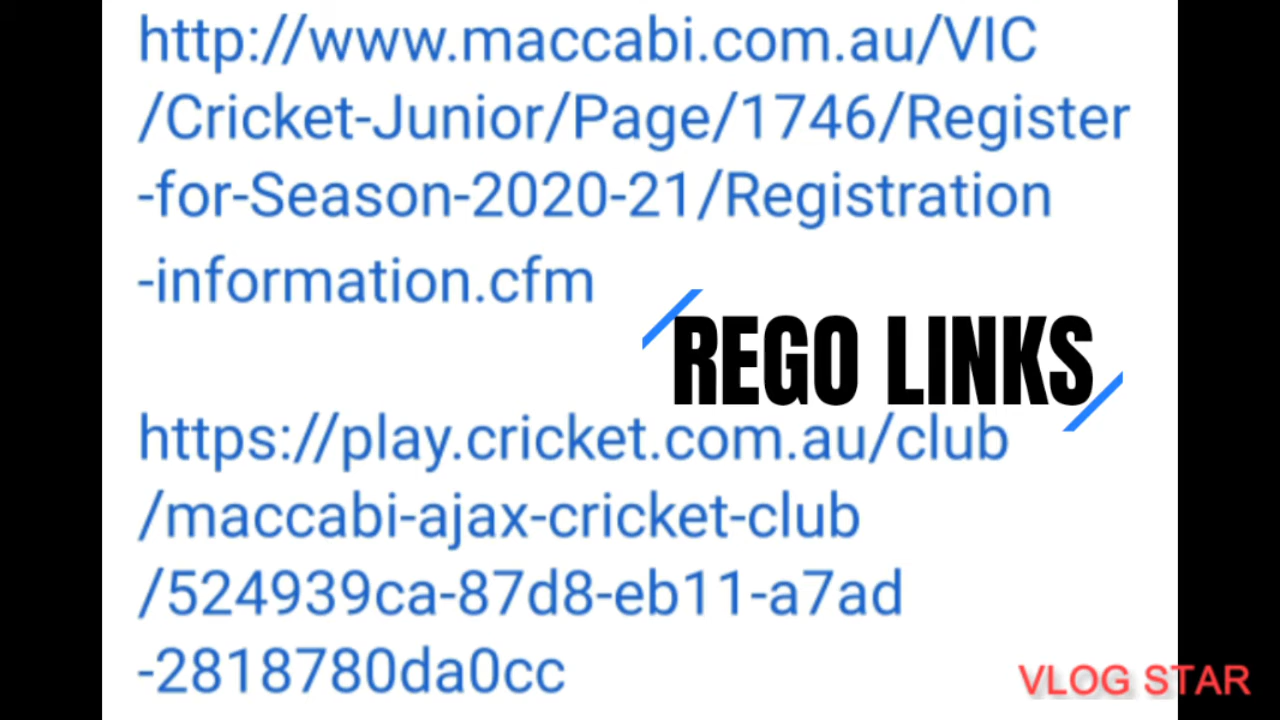 http://www.maccabi.com.au/VIC
/Cricket-Junior/Page/1746/Register
-for-Season-2020-21/Registration
-information.cfm
REGO LINKS
https://play.cricket.com.au/club
/maccabi-ajax-cricket-club
/524939ca-87d8-eb11-a7ad
-2818780da0cc
VLOG STAR